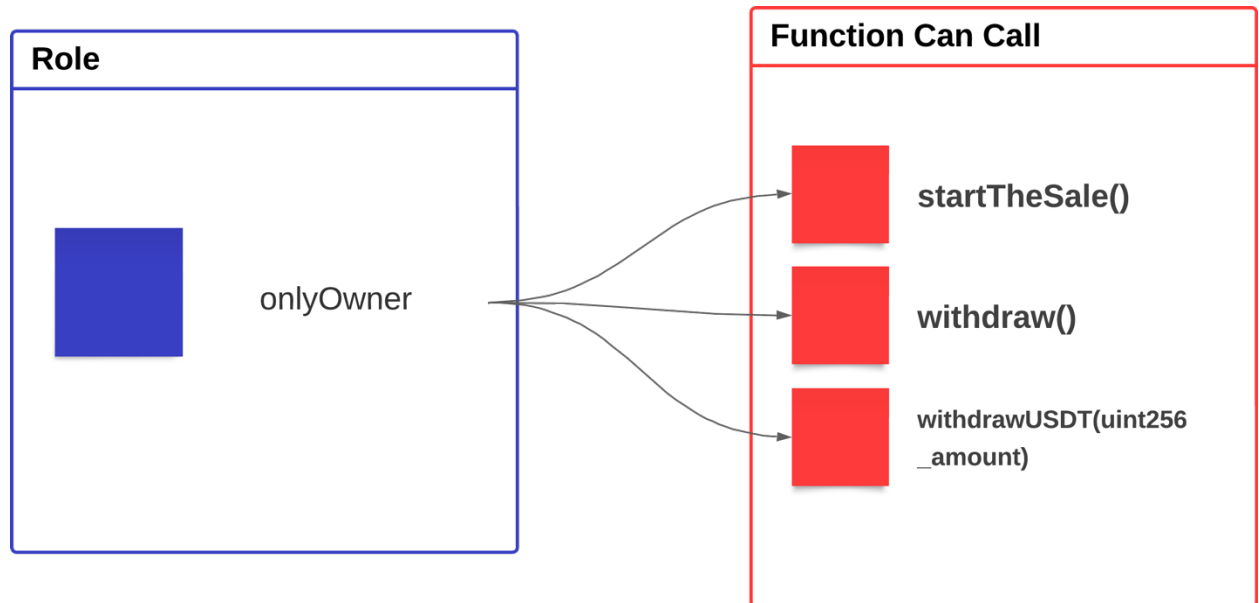 Role
onlyOwner
Function Can Call
startTheSale()
withdraw()
withdrawUSDT(uint256
_amount)